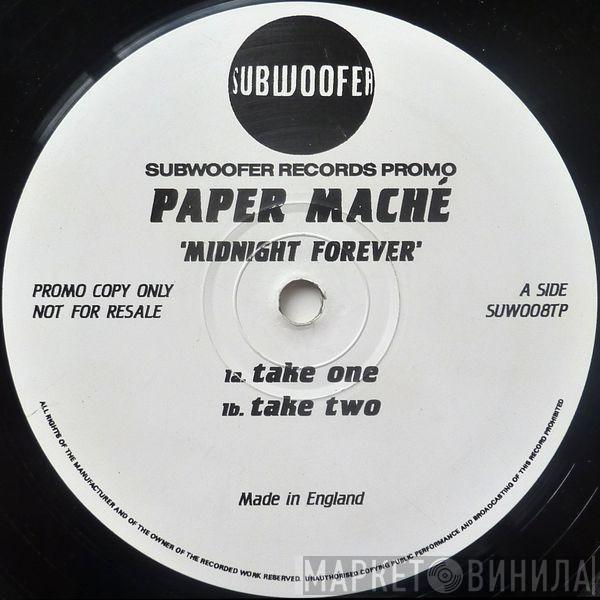 SUBWOOFER
SUBWOOFER RECORDS PROMO
PAPER MACHÉ
'MIDNIGHT FOREVER'
PROMO COPY ONLY
NOT FOR RESALE
A SIDE
SUW008TP
1a. take one
1b. take two
Made in England
ALL RIGHTS OF THE MANUFACTURER AND OF THE OWNER OF THE RECORDED WORK RESERVED. UNAUTHORISED COPYING PUBLIC PERFORMANCE AND BROADCASTING OF THIS RECORD PROHIBITED
МАРКЕТ ВИНИЛА